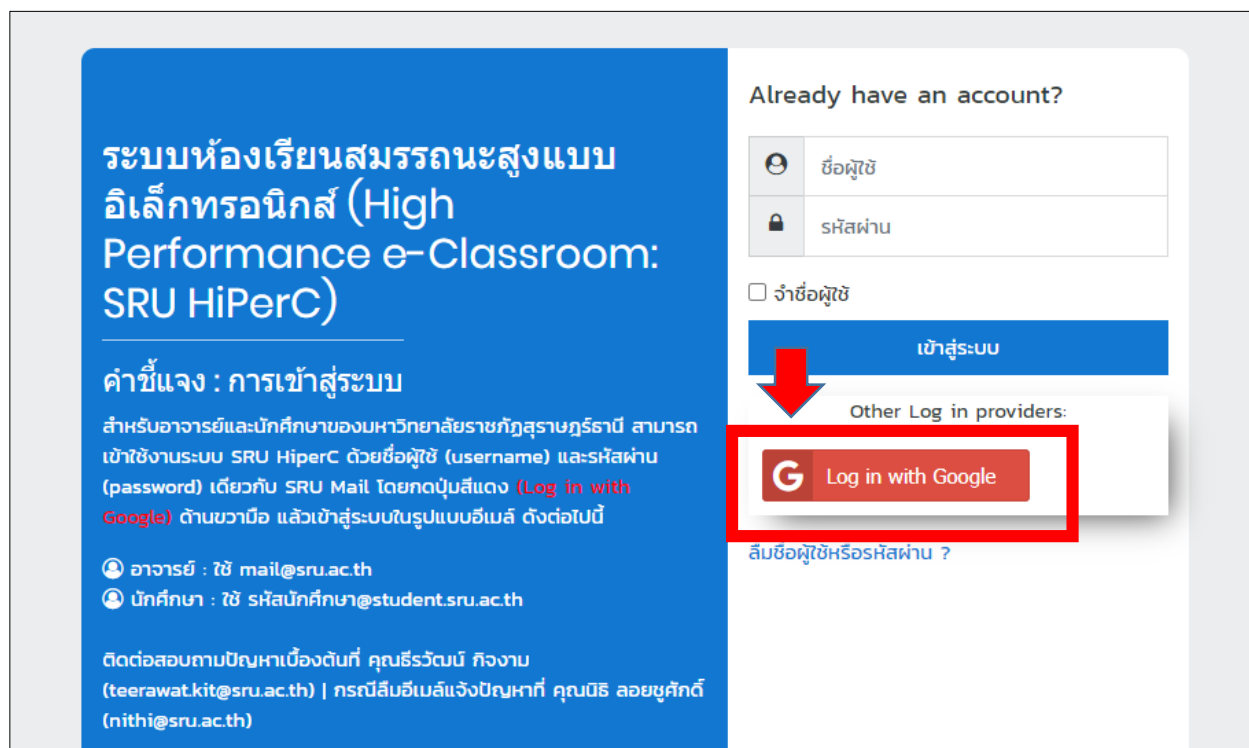 ระบบห้องเรียนสมรรถนะสูงแบบ
อิเล็กทรอนิกส์ (High
Performance e-Classroom:
SRU HiPerC)
คำชี้แจง : การเข้าสู่ระบบ
สำหรับอาจารย์และนักศึกษาของมหาวิทยาลัยราชภัฏสุราษฎร์ธานี สามารถ
เข้าใช้งานระบบ SRU HiperC ด้วยชื่อผู้ใช้ (username) และรหัสผ่าน
(password) เดียวกับ SRU Mail โดยกดปุ่มสีแดง (Log in with
Google) ด้านขวามือ แล้วเข้าสู่ระบบในรูปแบบอีเมล์ ดังต่อไปนี้
อาจารย์ : ใช้ mail@sru.ac.th
นักศึกษา : ใช้ รหัสนักศึกษา@student.sru.ac.th
ติดต่อสอบถามปัญหาเบื้องต้นที่ คุณธีรวัฒน์ กิจงาม
(teerawat.kit@sru.ac.th) | กรณีลืมอีเมล์แจ้งปัญหาที่ คุณนิธิ ลอยชูศักดิ์
(nithi@sru.ac.th)
Already have an account?
ชื่อผู้ใช้
รหัสผ่าน
จำชื่อผู้ใช้
เข้าสู่ระบบ
Other Log in providers:
G Log in with Google
ลืมชื่อผู้ใช้หรือรหัสผ่าน ?